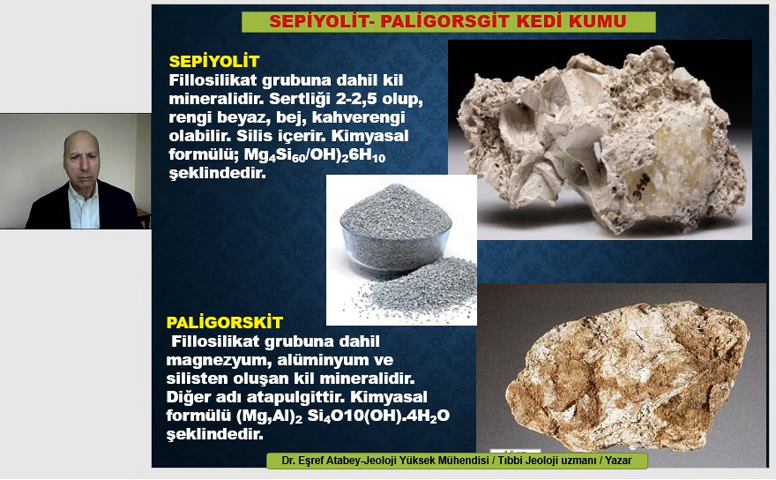 SEPİYOLİT- PALİGORSGİT KEDİ KUMU
SEPİYOLİT
Fillosilikat grubuna dahil kil
mineralidir. Sertliği 2-2,5 olup,
rengi beyaz, bej, kahverengi
olabilir. Silis içerir. Kimyasal
formülü; Mg₄Si₆₀/OH)₂6H₁₀
şeklindedir.
PALİGORSKİT
Fillosilikat grubuna dahil
magnezyum, alüminyum ve
silisten oluşan kil mineralidir.
Diğer adı atapulgittir. Kimyasal
formülü (Mg,Al)₂ Si₄O10(OH).4H₂O
şeklindedir.
Dr. Eşref Atabey-Jeoloji Yüksek Mühendisi / Tıbbi Jeoloji uzmanı / Yazar